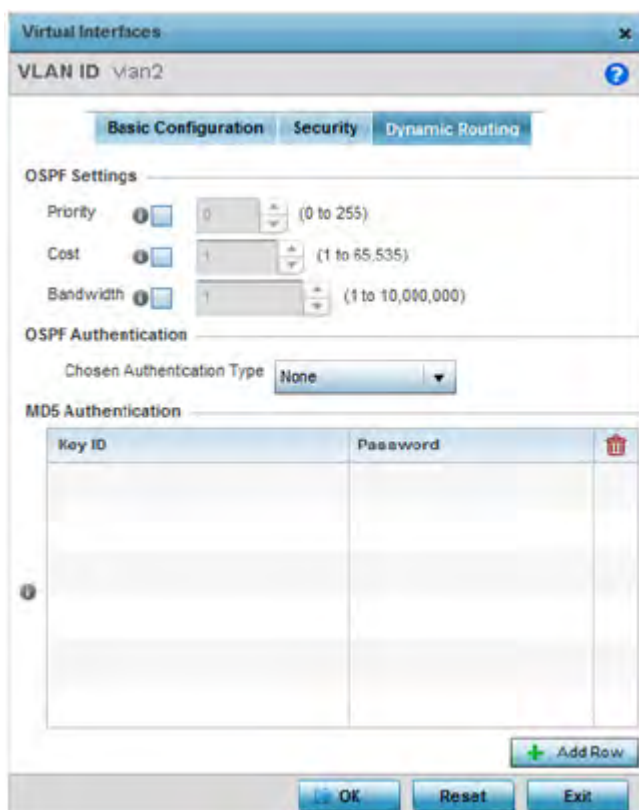 Virtual Interfaces
VLAN ID vlan2
Basic Configuration Security Dynamic Routing
OSPF Settings
Priority 0 (0 to 255)
Cost 1 (1 to 65,535)
Bandwidth 1 (1 to 10,000,000)
OSPF Authentication
Chosen Authentication Type None
MD5 Authentication
Key ID Password
Add Row
OK Reset Exit